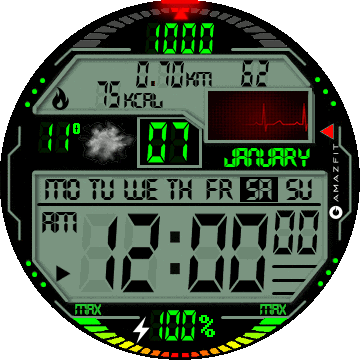 1000
0.70KM 62
75KCAL
11°
07
JANUARY
AMAZFIT
MO TU WE TH FR SA SU
AM
12:00 00
MAX MAX
100%